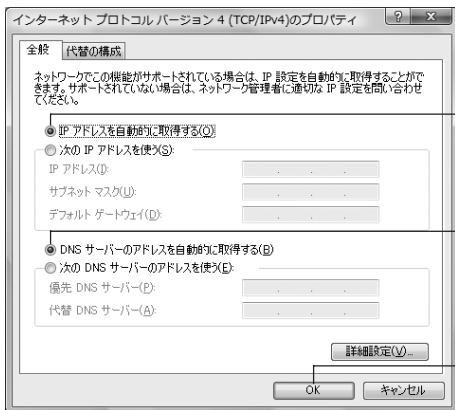 インターネット プロトコル バージョン 4 (TCP/IPv4)のプロパティ
全般 代替の構成
ネットワークでこの機能がサポートされている場合は、IP 設定を自動的に取得することがで
きます。サポートされていない場合は、ネットワーク管理者に適切な IP 設定を問い合わせ
てください。
IP アドレスを自動的に取得する(O)
次の IP アドレスを使う(S):
IP アドレス(I):
サブネット マスク(U):
デフォルト ゲートウェイ(D):
DNS サーバーのアドレスを自動的に取得する(B)
次の DNS サーバーのアドレスを使う(E):
優先 DNS サーバー(P):
代替 DNS サーバー(A):
詳細設定(V)...
OK キャンセル